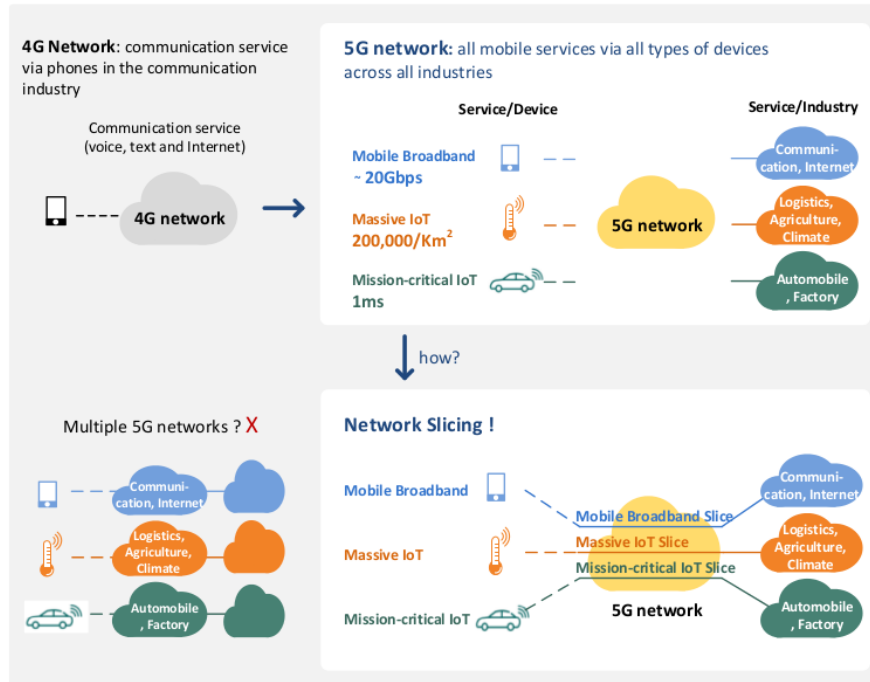 4G Network: communication service
via phones in the communication
industry
Communication service
(voice, text and Internet)
4G network
5G network: all mobile services via all types of devices
across all industries
Service/Device
Service/Industry
Mobile Broadband
~ 20Gbps
Communi-
cation, Internet
Massive IoT
200,000/Km²
5G network
Logistics,
Agriculture,
Climate
Mission-critical IoT
1ms
Automobile
, Factory
how?
Multiple 5G networks ? X
Communi-
cation, Internet
Logistics,
Agriculture,
Climate
Automobile
, Factory
Network Slicing !
Mobile Broadband
Mobile Broadband Slice
Communi-
cation, Internet
Massive IoT
Massive IoT Slice
Logistics,
Agriculture,
Climate
Mission-critical IoT Slice
Mission-critical IoT
5G network
Automobile
, Factory